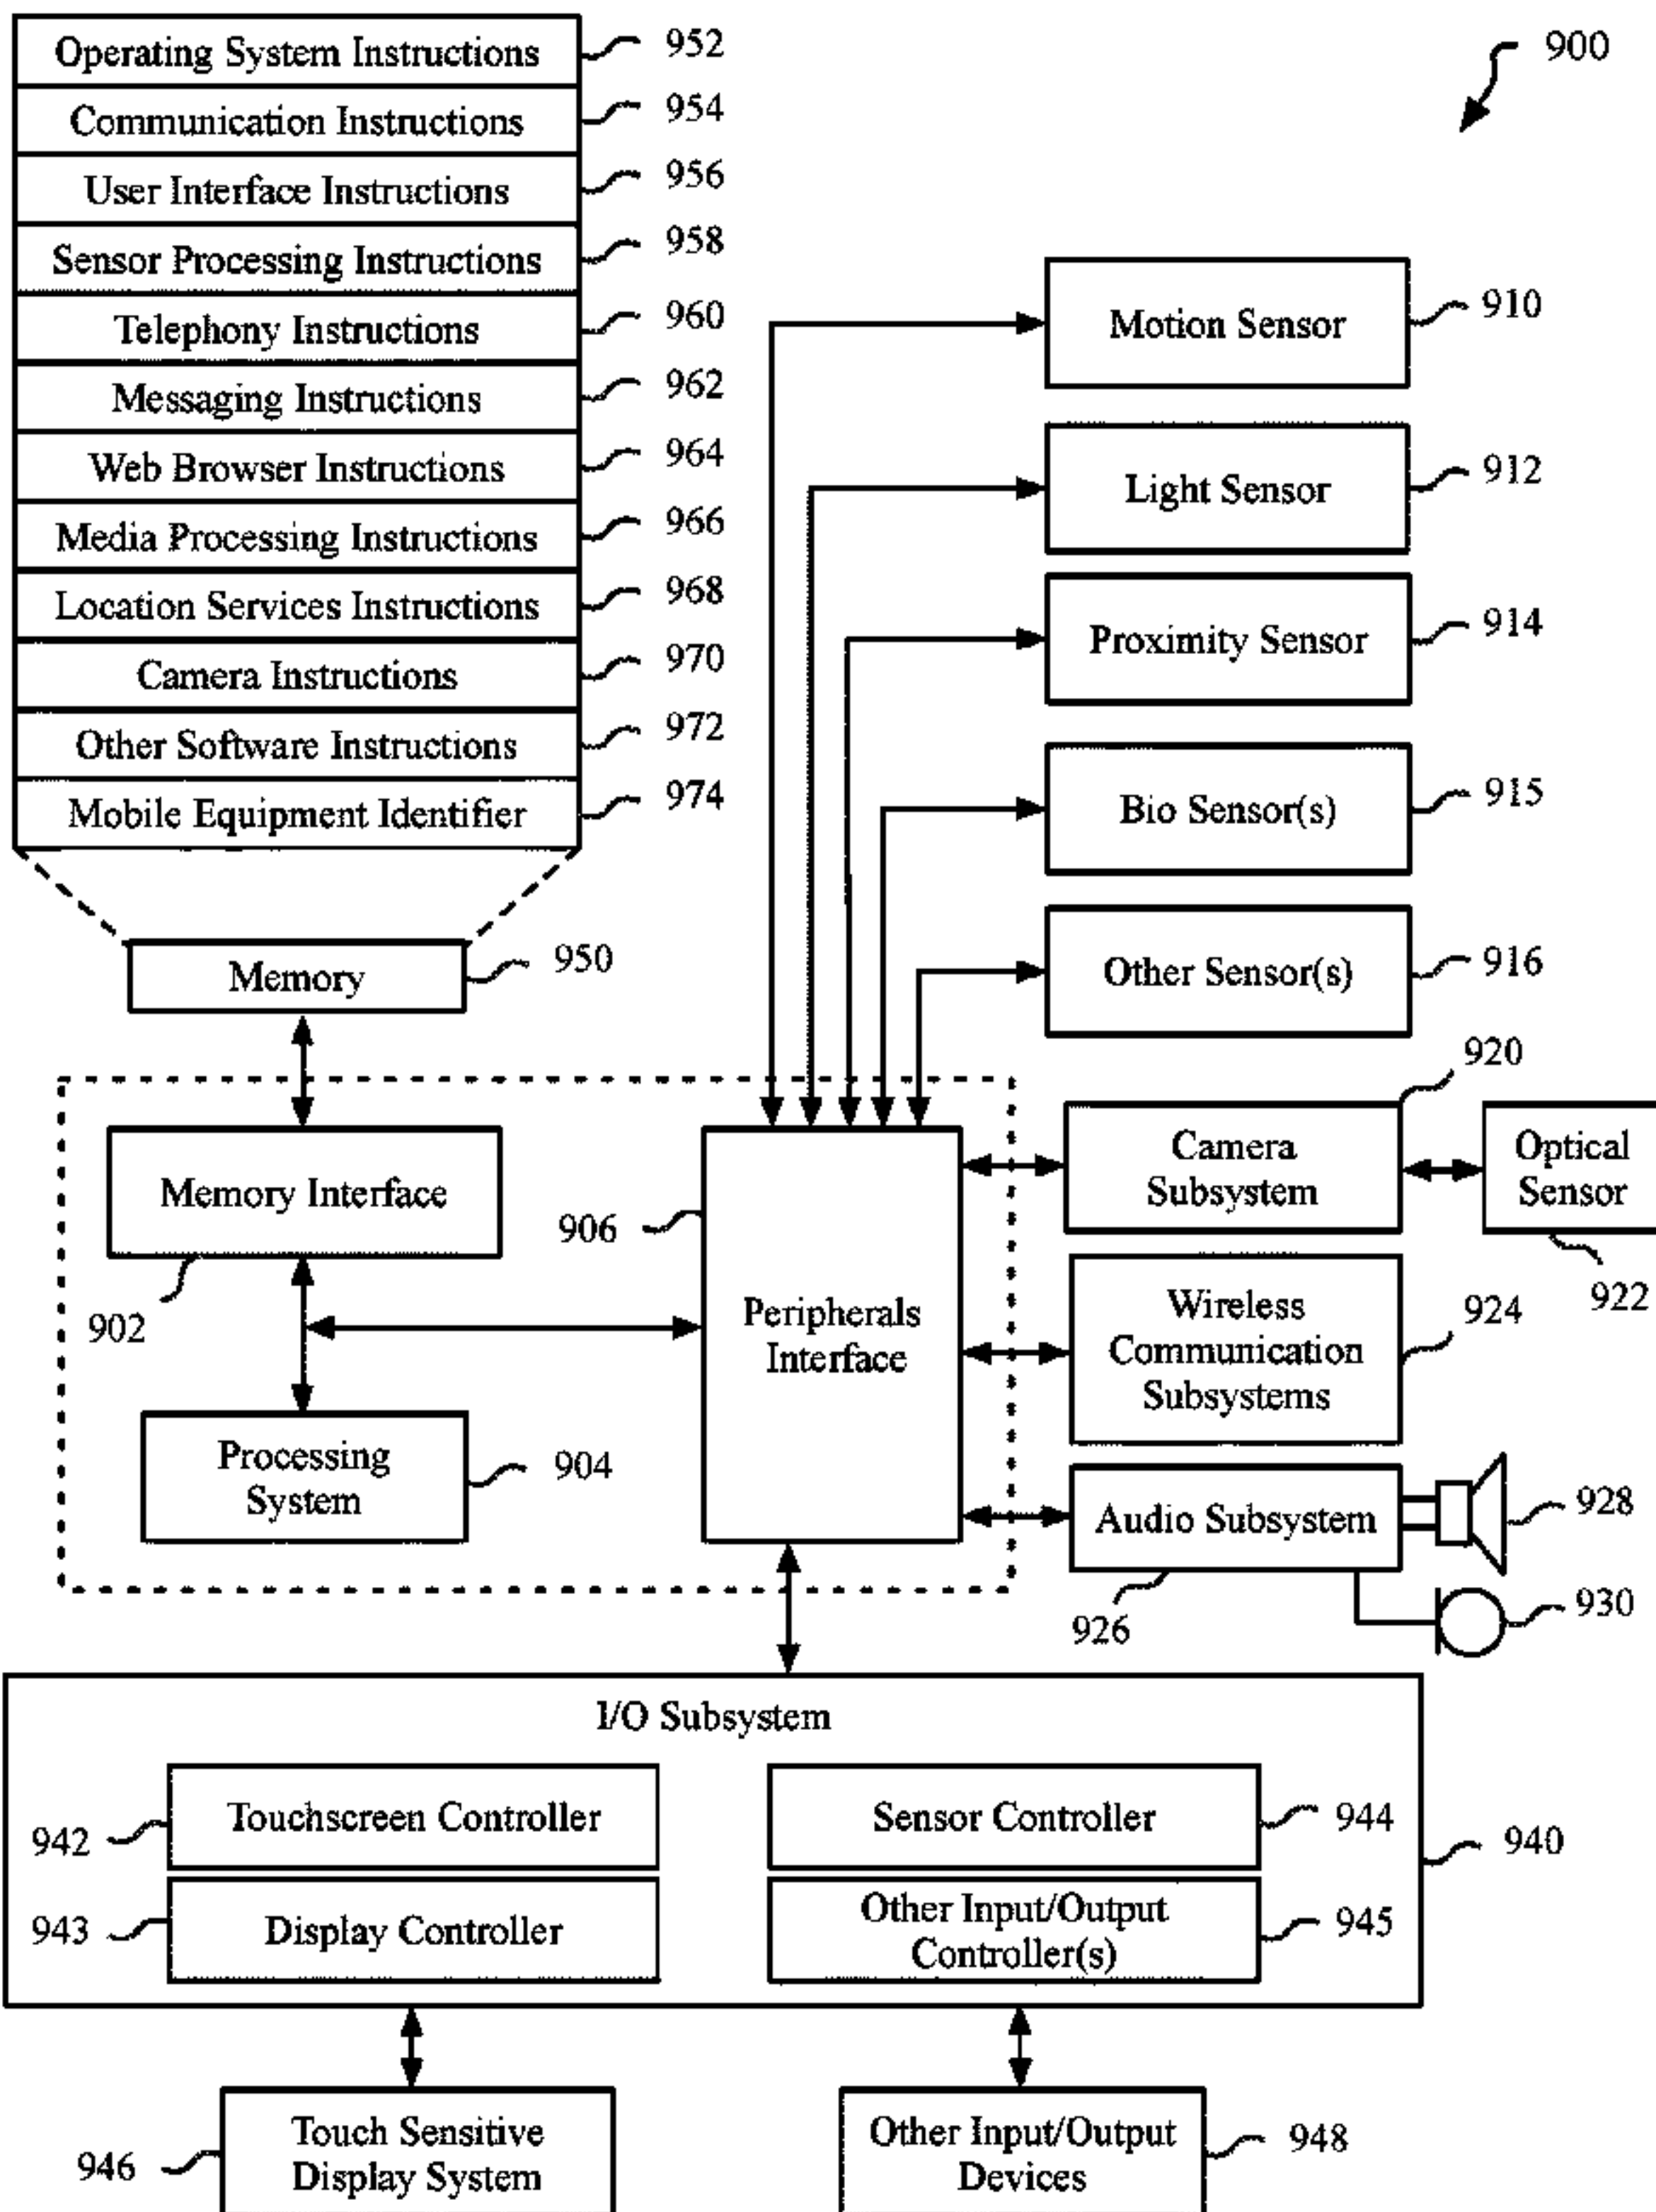 Operating System Instructions 952
Communication Instructions 954
User Interface Instructions 956
Sensor Processing Instructions 958
Telephony Instructions 960
Messaging Instructions 962
Web Browser Instructions 964
Media Processing Instructions 966
Location Services Instructions 968
Camera Instructions 970
Other Software Instructions 972
Mobile Equipment Identifier 974
Memory 950
900
Motion Sensor 910
Light Sensor 912
Proximity Sensor 914
Bio Sensor(s) 915
Other Sensor(s) 916
Memory Interface
902
Processing
System
904
906
Peripherals
Interface
920
Camera
Subsystem
Optical
Sensor
922
Wireless
Communication
Subsystems
924
Audio Subsystem
926
928
930
I/O Subsystem
940
942 Touchscreen Controller
Sensor Controller 944
943 Display Controller
Other Input/Output
Controller(s)
945
946
Touch Sensitive
Display System
Other Input/Output
Devices
948